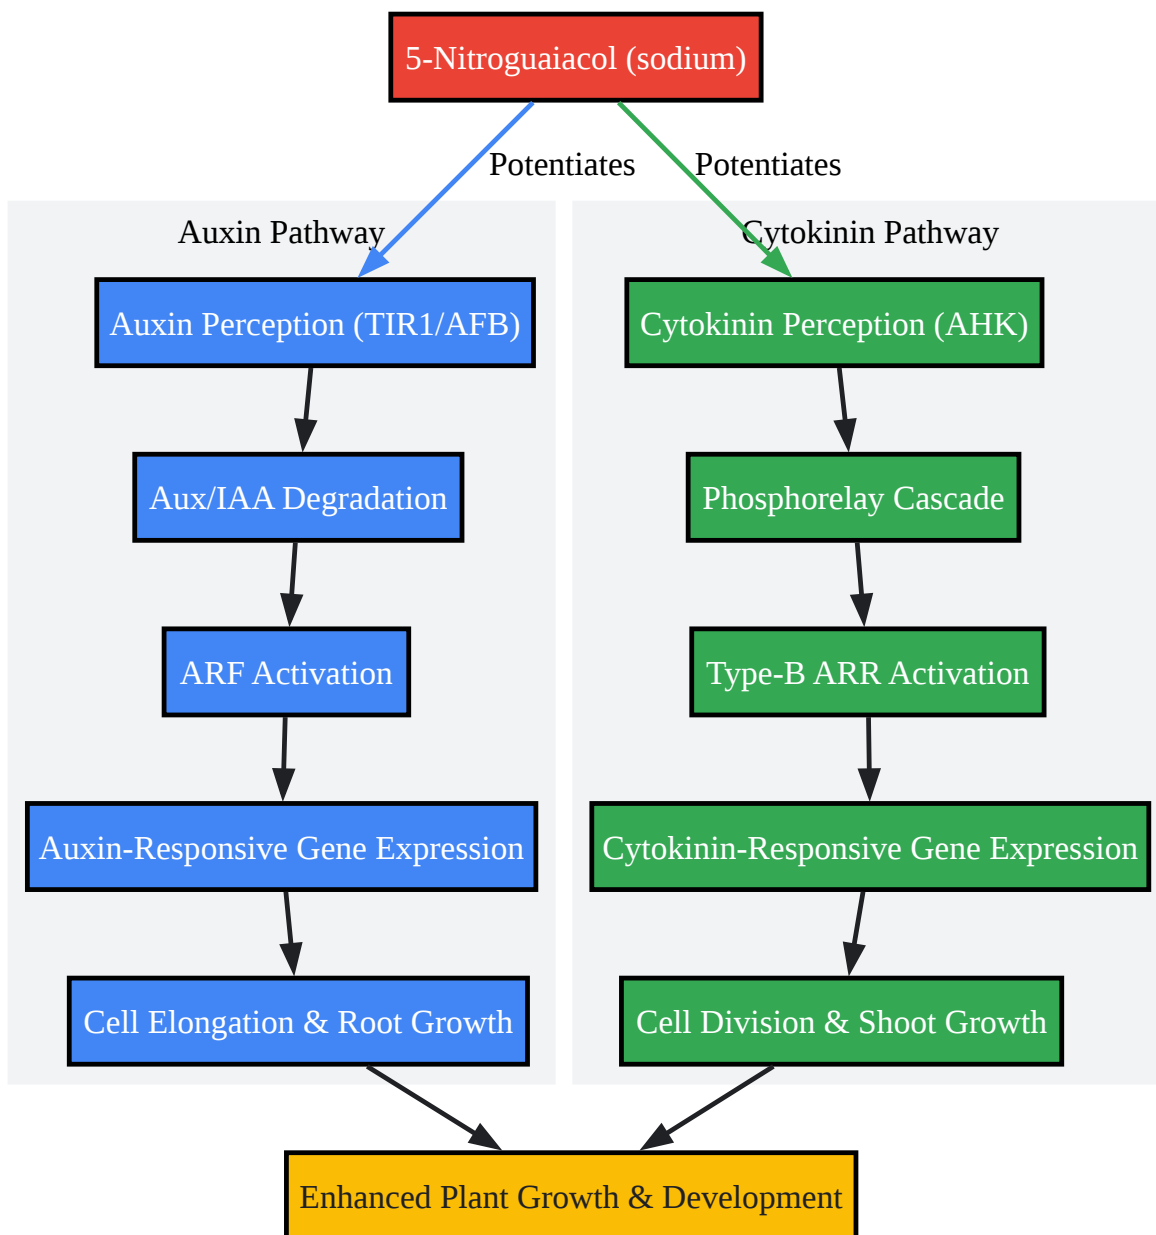 5-Nitroguaiacol (sodium)
Potentiates
Potentiates
Auxin Pathway
Cytokinin Pathway
Auxin Perception (TIR1/AFB)
Cytokinin Perception (AHK)
Aux/IAA Degradation
Phosphorelay Cascade
ARF Activation
Type-B ARR Activation
Auxin-Responsive Gene Expression
Cytokinin-Responsive Gene Expression
Cell Elongation & Root Growth
Cell Division & Shoot Growth
Enhanced Plant Growth & Development